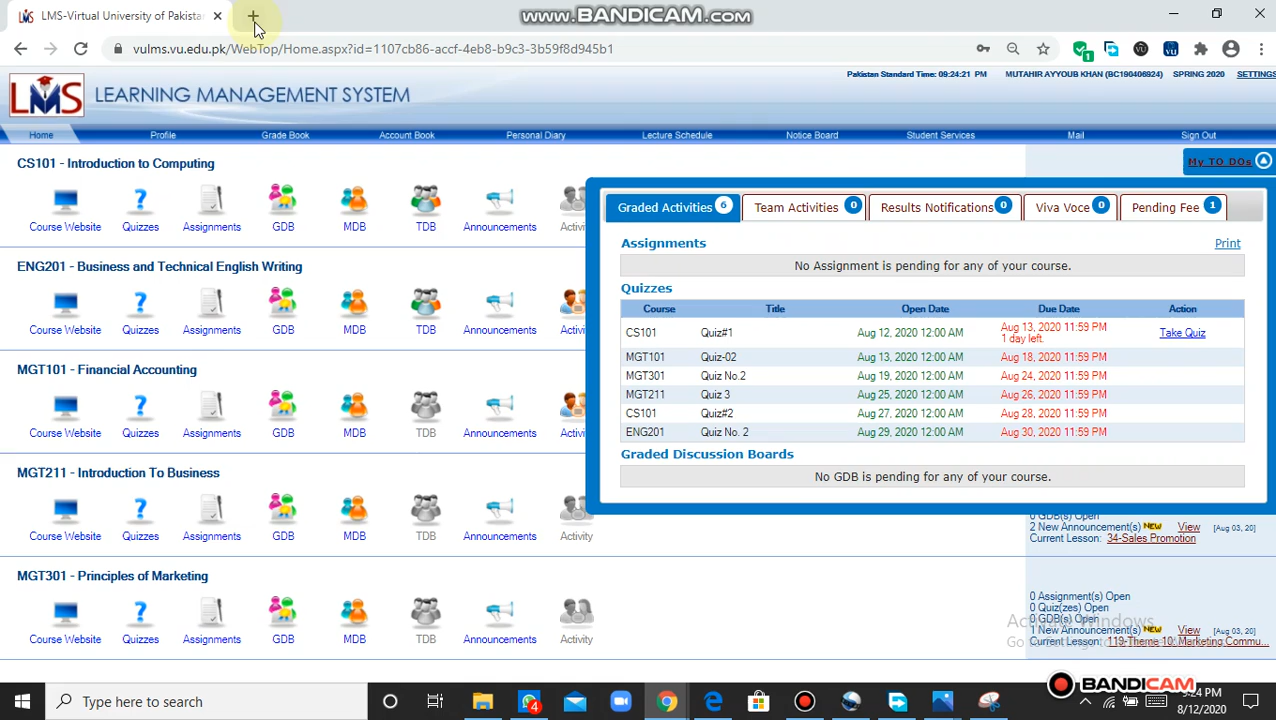 LMS-Virtual University of Pakistan
www.BANDICAM.com
vulms.vu.edu.pk/WebTop/Home.aspx?id=1107cb86-accf-4eb8-b9c3-3b59f8d945b1
Pakistan Standard Time: 09:24:21 PM MUTAHIR AYYOUB KHAN (BC190406924) SPRING 2020 SETTINGS
LMS LEARNING MANAGEMENT SYSTEM
Home Profile Grade Book Account Book Personal Diary Lecture Schedule Notice Board Student Services Mail Sign Out
My TO DOs
CS101 - Introduction to Computing
Course Website Quizzes Assignments GDB MDB TDB Announcements Activity
ENG201 - Business and Technical English Writing
Course Website Quizzes Assignments GDB MDB TDB Announcements Activi
MGT101 - Financial Accounting
Course Website Quizzes Assignments GDB MDB TDB Announcements Activi
MGT211 - Introduction To Business
Course Website Quizzes Assignments GDB MDB TDB Announcements Activity
MGT301 - Principles of Marketing
Course Website Quizzes Assignments GDB MDB TDB Announcements Activity
Graded Activities 6 Team Activities 0 Results Notifications 0 Viva Voce 0 Pending Fee 1
Assignments Print
No Assignment is pending for any of your course.
Quizzes
Course Title Open Date Due Date Action
CS101 Quiz#1 Aug 12, 2020 12:00 AM Aug 13, 2020 11:59 PM 1 day left. Take Quiz
MGT101 Quiz-02 Aug 13, 2020 12:00 AM Aug 18, 2020 11:59 PM
MGT301 Quiz No.2 Aug 19, 2020 12:00 AM Aug 24, 2020 11:59 PM
MGT211 Quiz 3 Aug 25, 2020 12:00 AM Aug 26, 2020 11:59 PM
CS101 Quiz#2 Aug 27, 2020 12:00 AM Aug 28, 2020 11:59 PM
ENG201 Quiz No. 2 Aug 29, 2020 12:00 AM Aug 30, 2020 11:59 PM
Graded Discussion Boards
No GDB is pending for any of your course.
0 GDB(s) Open
2 New Announcement(s) NEW View [Aug 03, 20]
Current Lesson: 34-Sales Promotion
0 Assignment(s) Open
0 Quiz(zes) Open
0 GDB(s) Open
1 New Announcement(s) NEW View [Aug 03, 20]
Current Lesson: 119-Theme 10: Marketing Commu...
Activate Windows
Type here to search
BANDICAM
9:24 PM
8/12/2020